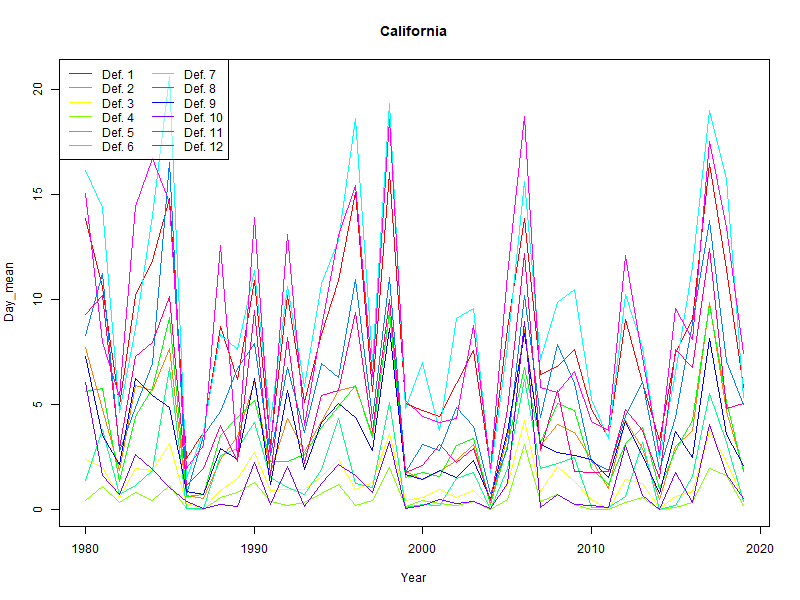 California
Def. 1 Def. 7
Def. 2 Def. 8
Def. 3 Def. 9
Def. 4 Def. 10
Def. 5 Def. 11
Def. 6 Def. 12
Day_mean
20
15
10
5
0
1980 1990 2000 2010 2020
Year